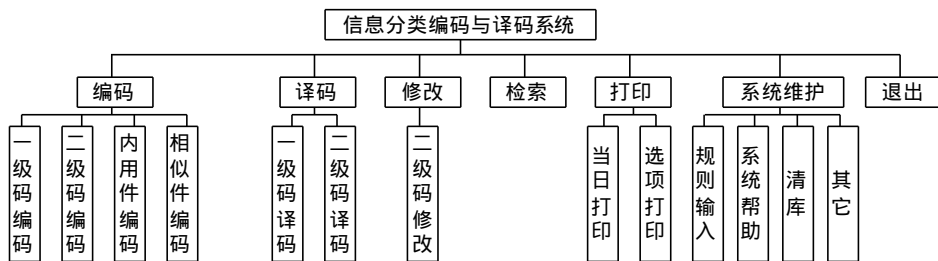 信息分类编码与译码系统
编码
译码
修改
检索
打印
系统维护
退出
一级码编码
二级码编码
内用件编码
相似件编码
一级码译码
二级码译码
二级码修改
当日打印
选项打印
规则输入
系统帮助
清库
其它